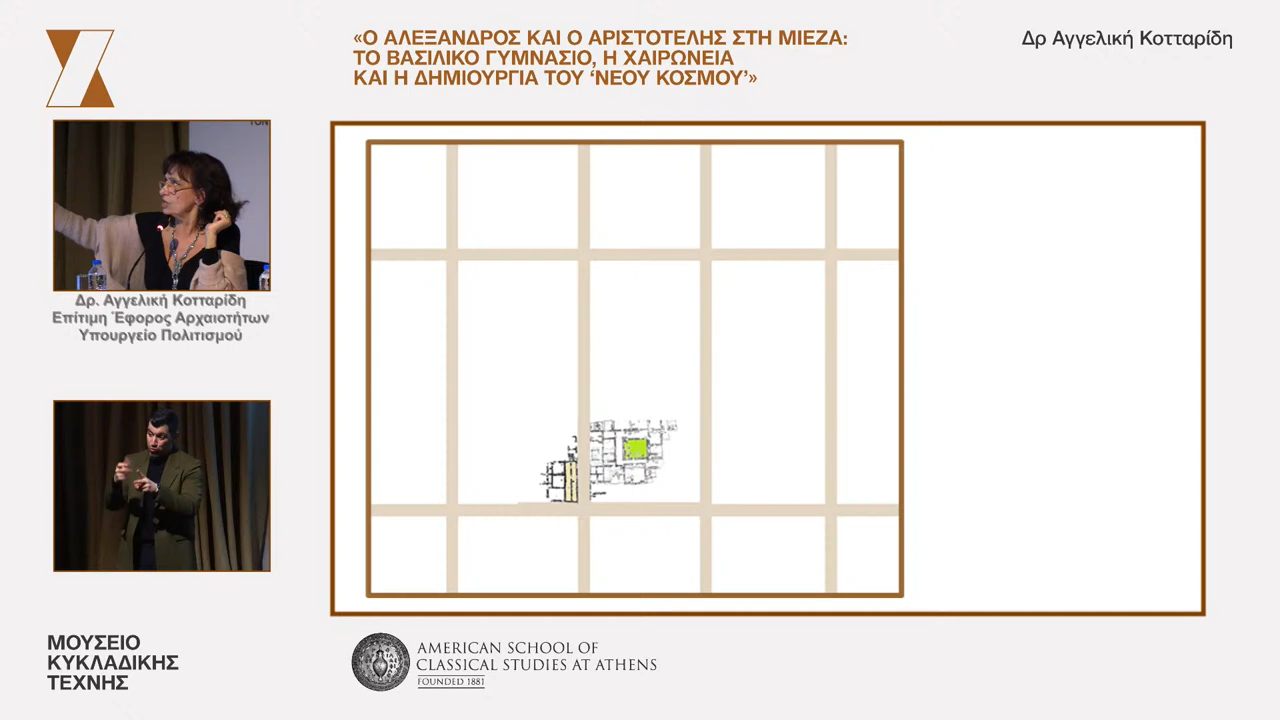 «Ο ΑΛΕΞΑΝΔΡΟΣ ΚΑΙ Ο ΑΡΙΣΤΟΤΕΛΗΣ ΣΤΗ ΜΙΕΖΑ:
ΤΟ ΒΑΣΙΛΙΚΟ ΓΥΜΝΑΣΙΟ, Η ΧΑΙΡΩΝΕΙΑ
ΚΑΙ Η ΔΗΜΙΟΥΡΓΙΑ ΤΟΥ ‘ΝΕΟΥ ΚΟΣΜΟΥ’»
Δρ Αγγελική Κοτταρίδη
ΤΩΝ
Δρ. Αγγελική Κοτταρίδη
Επίτιμη Έφορος Αρχαιοτήτων
Υπουργείο Πολιτισμού
ΜΟΥΣΕΙΟ
ΚΥΚΛΑΔΙΚΗΣ
ΤΕΧΝΗΣ
AMERICAN SCHOOL OF
CLASSICAL STUDIES AT ATHENS
FOUNDED 1881